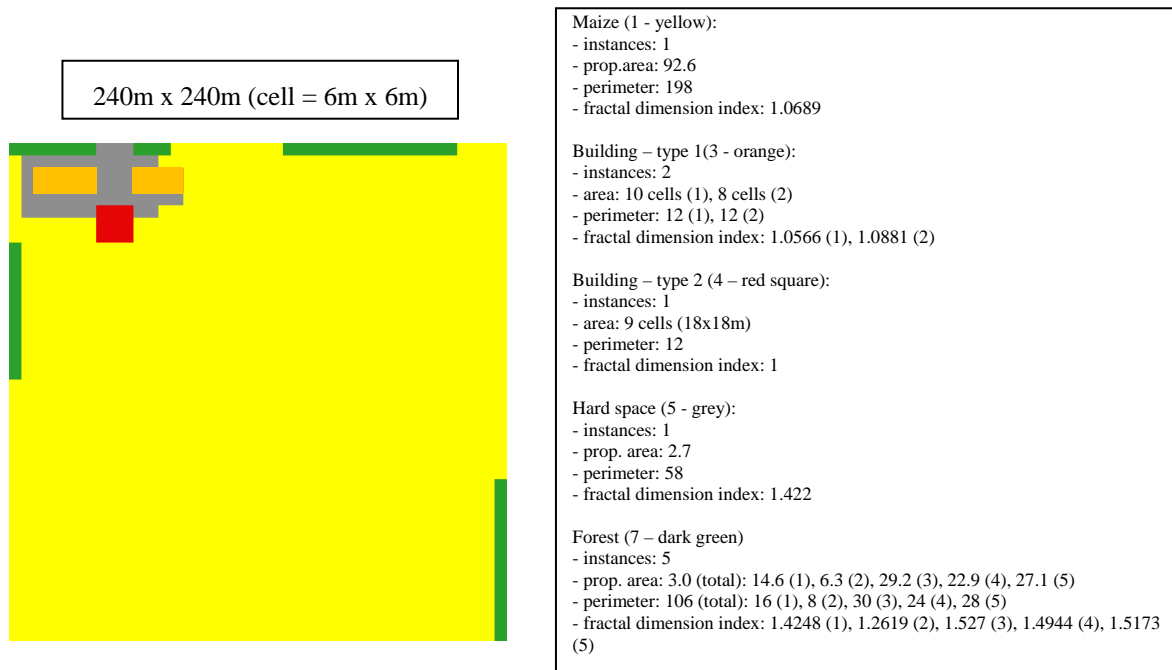 240m x 240m (cell = 6m x 6m)
Maize (1 - yellow):
- instances: 1
- prop.area: 92.6
- perimeter: 198
- fractal dimension index: 1.0689
Building – type 1(3 - orange):
- instances: 2
- area: 10 cells (1), 8 cells (2)
- perimeter: 12 (1), 12 (2)
- fractal dimension index: 1.0566 (1), 1.0881 (2)
Building – type 2 (4 – red square):
- instances: 1
- area: 9 cells (18x18m)
- perimeter: 12
- fractal dimension index: 1
Hard space (5 - grey):
- instances: 1
- prop. area: 2.7
- perimeter: 58
- fractal dimension index: 1.422
Forest (7 – dark green)
- instances: 5
- prop. area: 3.0 (total): 14.6 (1), 6.3 (2), 29.2 (3), 22.9 (4), 27.1 (5)
- perimeter: 106 (total): 16 (1), 8 (2), 30 (3), 24 (4), 28 (5)
- fractal dimension index: 1.4248 (1), 1.2619 (2), 1.527 (3), 1.4944 (4), 1.5173
(5)